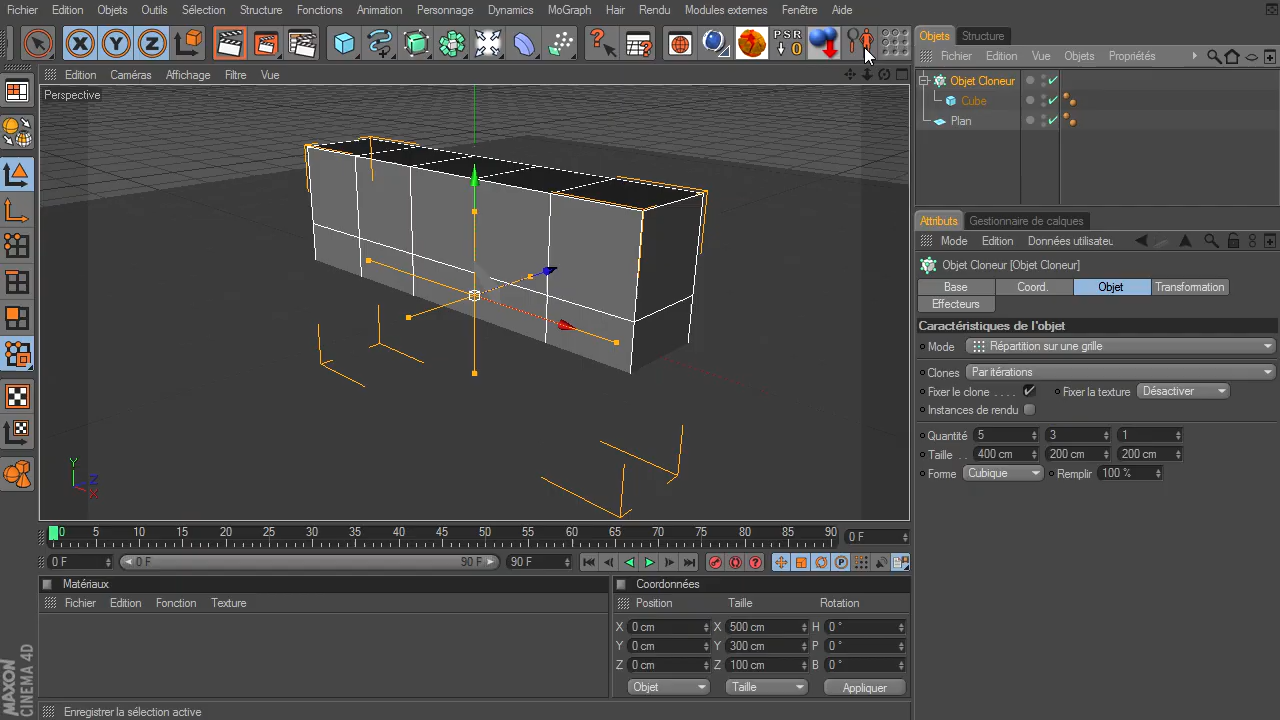 Fichier Edition Objets Outils Sélection Structure Fonctions Animation Personnage Dynamics MoGraph Hair Rendu Modules externes Fenêtre Aide
X Y Z PSR 0
Objets Structure
Fichier Edition Vue Objets Propriétés
Edition Caméras Affichage Filtre Vue
Objet Cloneur
Cube
Plan
Perspective
Attributs Gestionnaire de calques
Mode Edition Données utilisateu
Objet Cloneur [Objet Cloneur]
Base Coord. Objet Transformation
Effecteurs
Caractéristiques de l'objet
Mode Répartition sur une grille
Clones Par itérations
Fixer le clone . . . . Fixer la texture Désactiver
Instances de rendu
Quantité 5 3 1
Taille . . 400 cm 200 cm 200 cm
Forme Cubique Remplir 100 %
Y Z X
0 5 10 15 20 25 30 35 40 45 50 55 60 65 70 75 80 85 90 0 F
0 F 0 F 90 F 90 F
Matériaux
Fichier Edition Fonction Texture
Coordonnées
Position Taille Rotation
X 0 cm X 500 cm H 0 °
Y 0 cm Y 300 cm P 0 °
Z 0 cm Z 100 cm B 0 °
Objet Taille Appliquer
MAXON CINEMA 4D
Enregistrer la sélection active